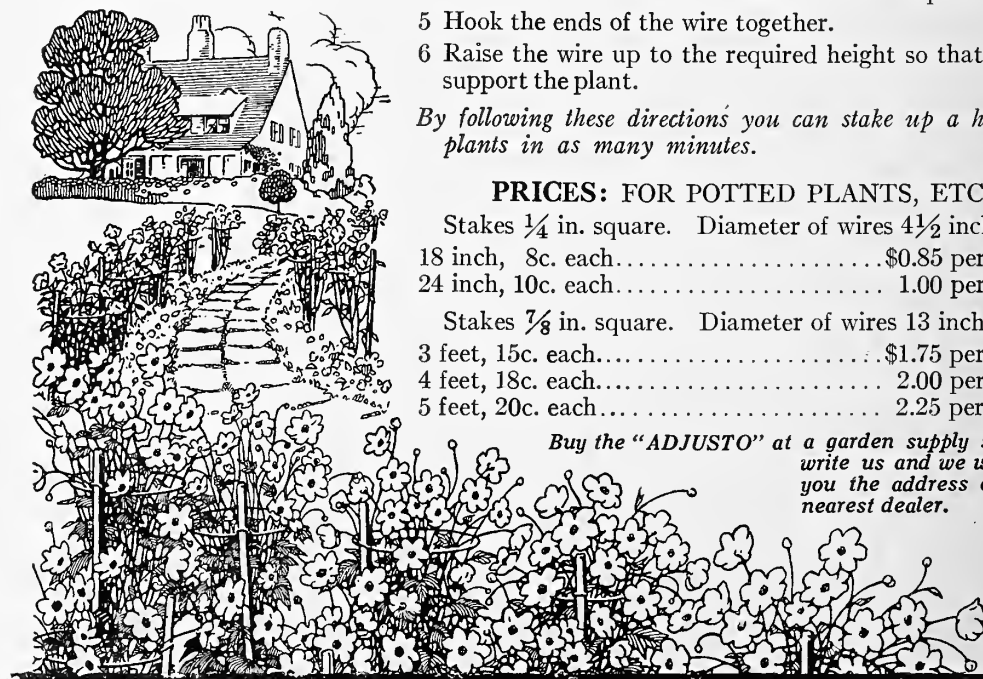 5 Hook the ends of the wire together.
6 Raise the wire up to the required height so that
support the plant.
By following these directions you can stake up a h
plants in as many minutes.
PRICES: FOR POTTED PLANTS, ETC
Stakes ¼ in. square. Diameter of wires 4½ incl
18 inch, 8c. each......................$0.85 per
24 inch, 10c. each...................... 1.00 per
Stakes ⅞ in. square. Diameter of wires 13 inch
3 feet, 15c. each........................$1.75 per
4 feet, 18c. each........................ 2.00 per
5 feet, 20c. each........................ 2.25 per
Buy the "ADJUSTO" at a garden supply
write us and we
you the address
nearest dealer.